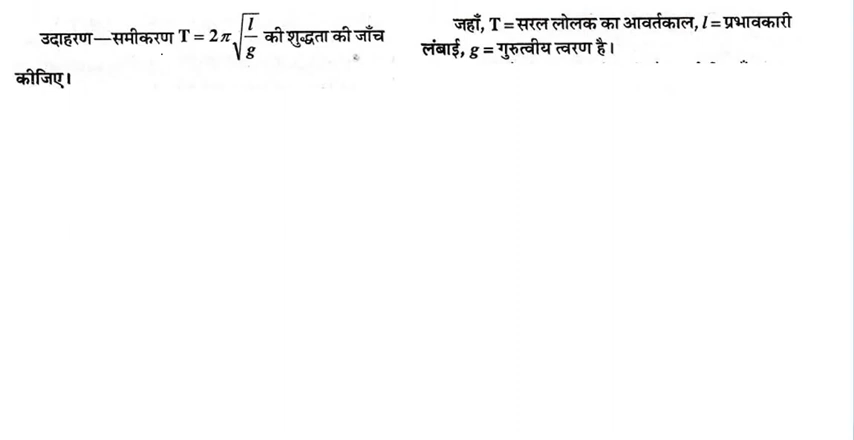 उदाहरण—समीकरण T = 2π√(l/g) की शुद्धता की जाँच
कीजिए।
जहाँ, T = सरल लोलक का आवर्तकाल, l = प्रभावकारी
लंबाई, g = गुरुत्वीय त्वरण है।